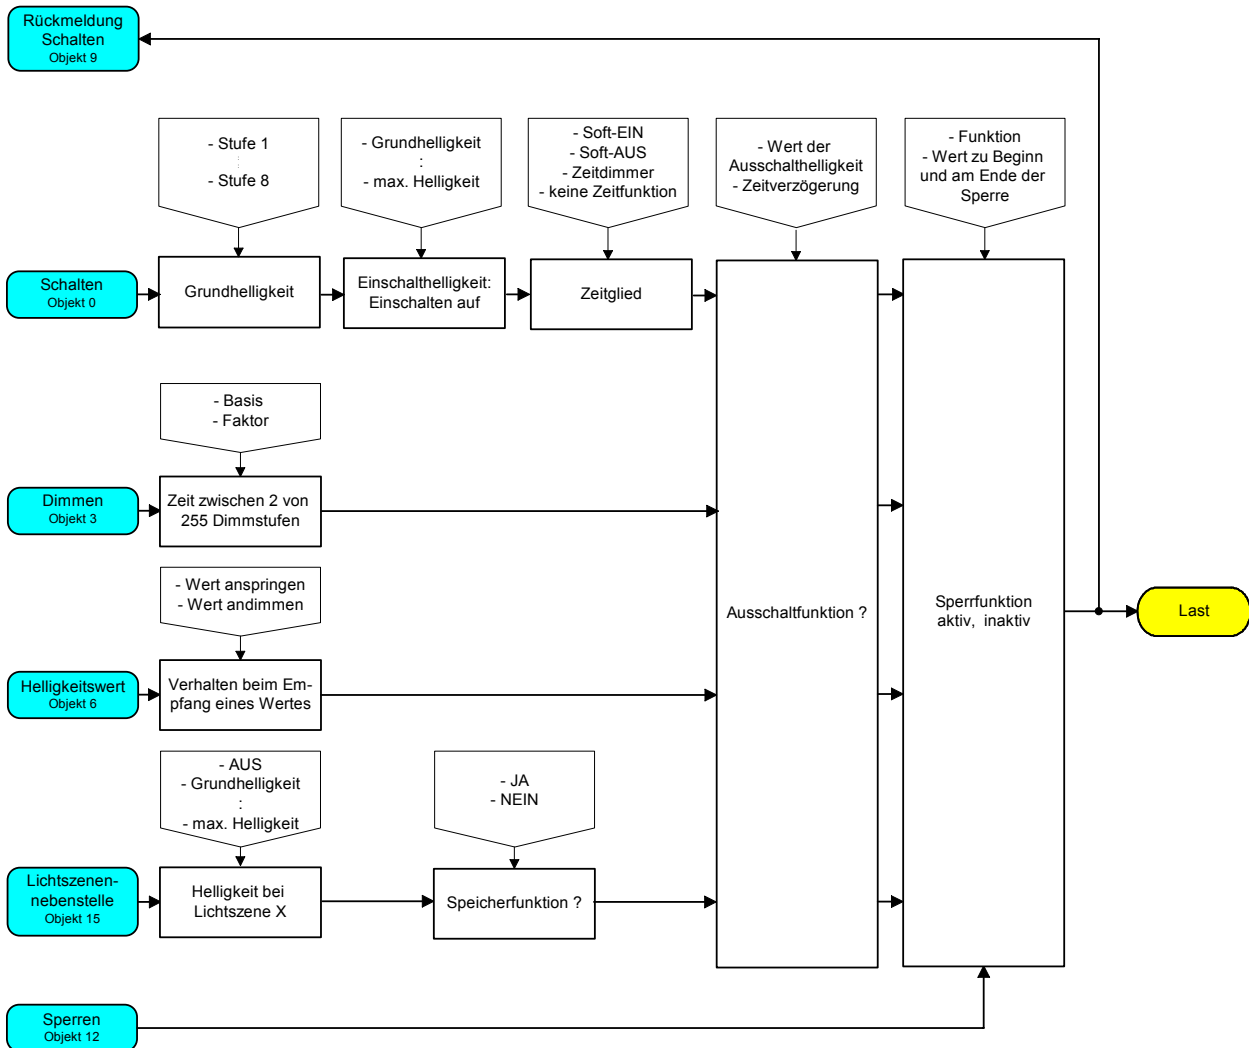 Rückmeldung
Schalten
Objekt 9
- Stufe 1
:
- Stufe 8
- Grundhelligkeit
:
- max. Helligkeit
- Soft-EIN
- Soft-AUS
- Zeitdimmer
- keine Zeitfunktion
- Wert der
Ausschalthelligkeit
- Zeitverzögerung
- Funktion
- Wert zu Beginn
und am Ende der
Sperre
Schalten
Objekt 0
Grundhelligkeit
Einschalthelligkeit:
Einschalten auf
Zeitglied
- Basis
- Faktor
Dimmen
Objekt 3
Zeit zwischen 2 von
255 Dimmstufen
- Wert anspringen
- Wert andimmen
Ausschaltfunktion ?
Sperrfunktion
aktiv, inaktiv
Last
Helligkeitswert
Objekt 6
Verhalten beim Em-
pfang eines Wertes
- AUS
- Grundhelligkeit
:
- max. Helligkeit
- JA
- NEIN
Lichtszenen-
nebenstelle
Objekt 15
Helligkeit bei
Lichtszene X
Speicherfunktion ?
Sperren
Objekt 12